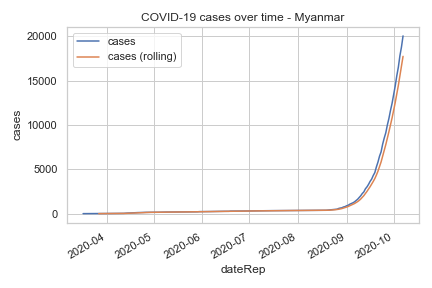 COVID-19 cases over time - Myanmar
cases
cases (rolling)
20000
15000
10000
5000
0
cases
2020-04
2020-05
2020-06
2020-07
2020-08
2020-09
2020-10
dateRep